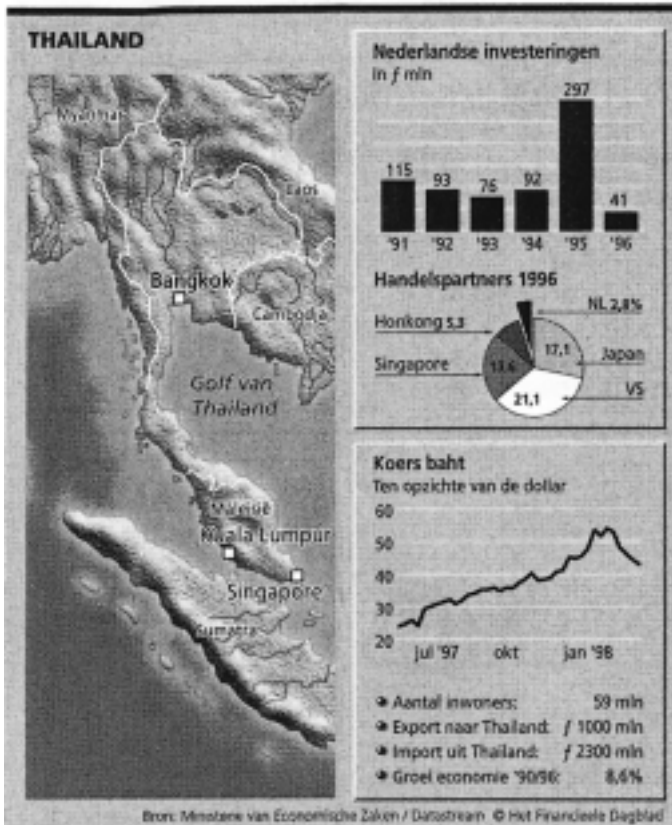 THAILAND
Myanmar
Laos
Bangkok
Cambodja
Golf van
Thailand
Maleisië
Kuala Lumpur
Singapore
Sumatra
Nederlandse investeringen
In ƒ mln
297
115
93
76
92
41
'91 '92 '93 '94 '95 '96
Handelspartners 1996
NL 2,8%
Honkong 5,3
17,1
Japan
Singapore
13,6
21,1
VS
Koers baht
Ten opzichte van de dollar
60
50
40
30
20
jul '97 okt jan '98
Aantal inwoners: 59 mln
Export naar Thailand: ƒ 1000 mln
Import uit Thailand: ƒ 2300 mln
Groei economie '90/96: 8,6%
Bron: Ministerie van Economische Zaken / Datastream © Het Financieele Dagblad